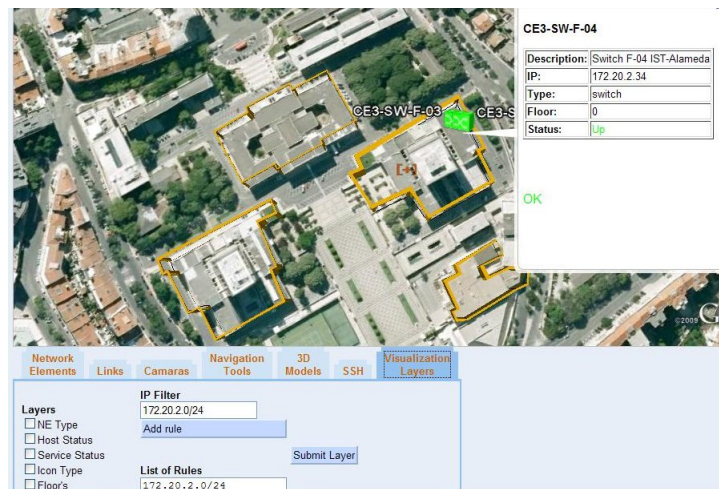 CE3-SW-F-04
Description: Switch F-04 IST-Alameda
IP: 172.20.2.34
Type: switch
Floor: 0
Status: Up
OK
CE3-SW-F-03
CE3-S
[+]
©2009 G
Network Elements
Links
Camaras
Navigation Tools
3D Models
SSH
Visualization Layers
Layers
NE Type
Host Status
Service Status
Icon Type
Floor's
IP Filter
172.20.2.0/24
Add rule
Submit Layer
List of Rules
172.20.2.0/24